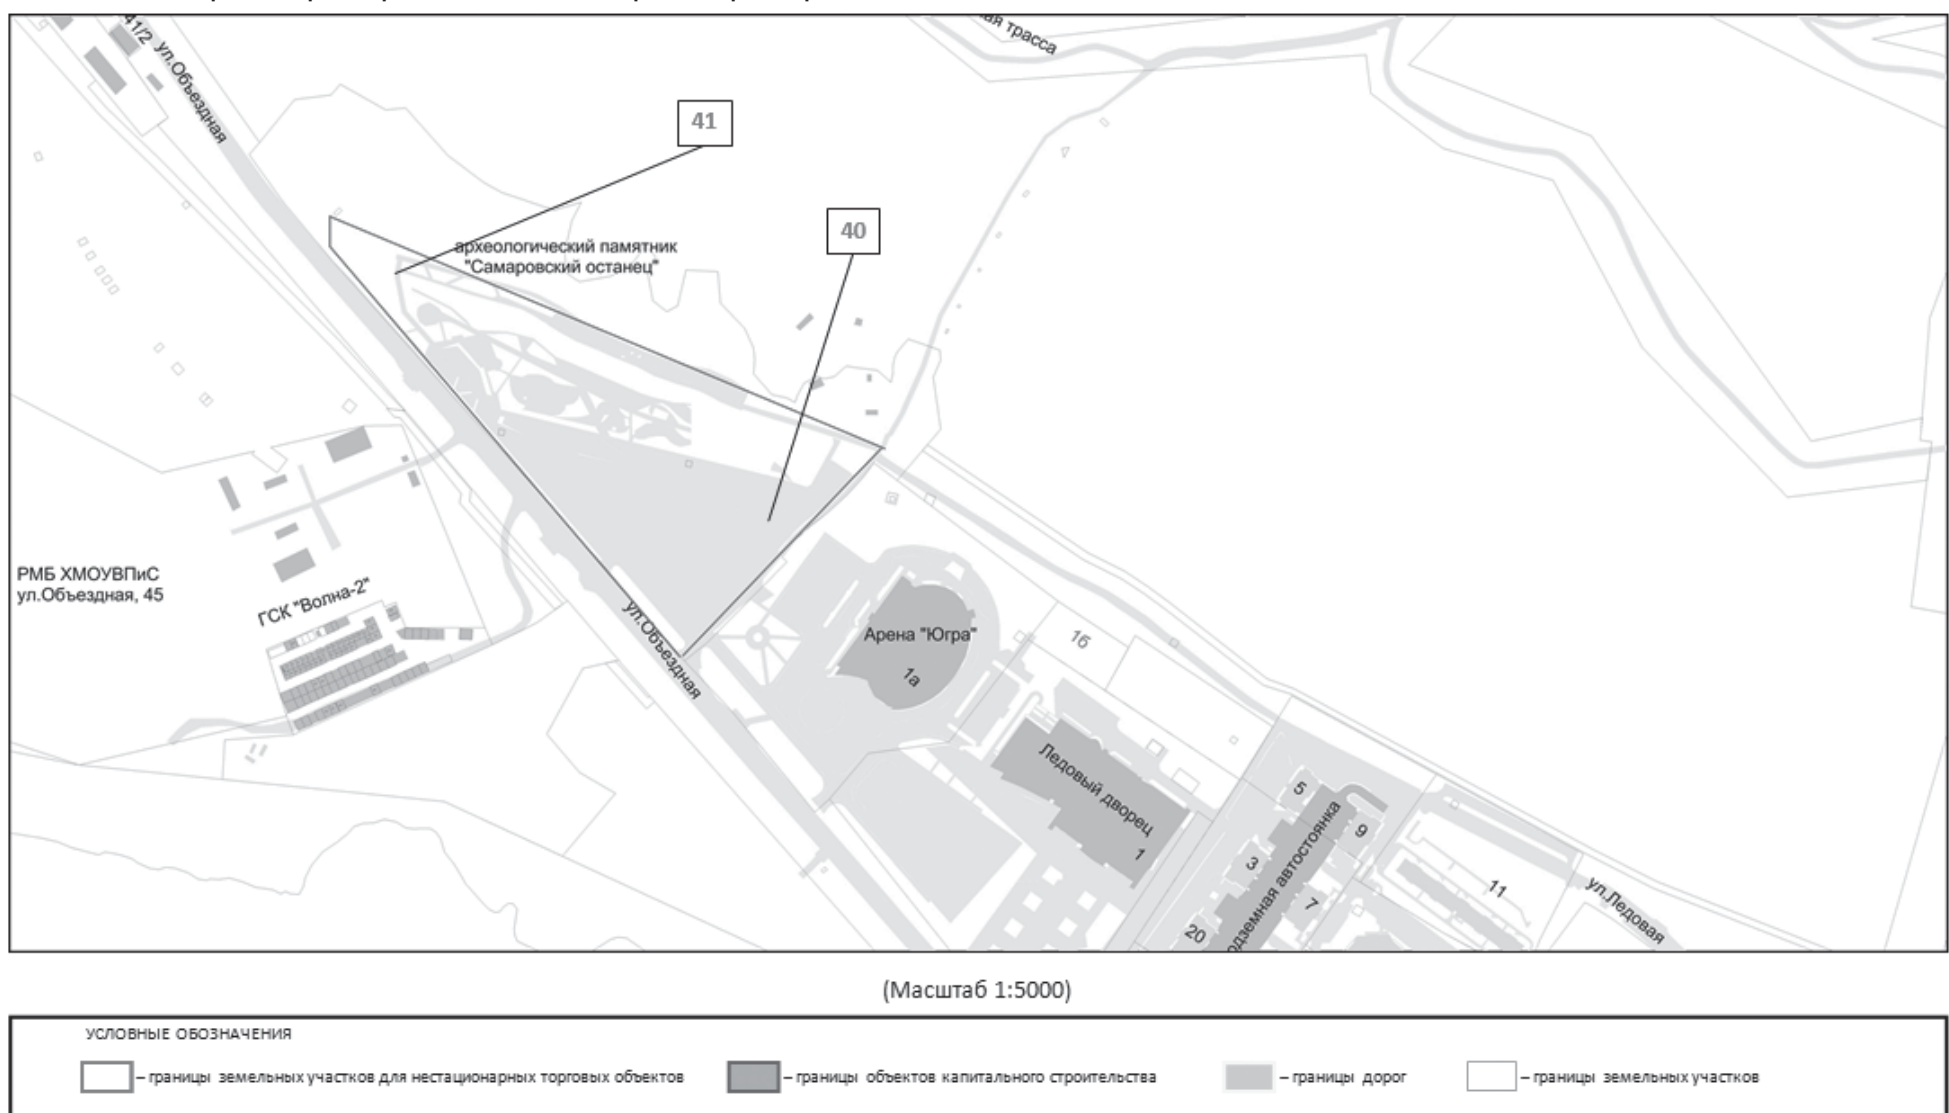 ая трасса
41/2
ул.Объездная
41
40
археологический памятник
"Самаровский останец"
РМБ ХМОУВПиС
ул.Объездная, 45
ГСК "Волна-2"
ул.Объездная
Арена "Югра"
1а
1б
Ледовый дворец
1
5
9
3
7
20
одземная автостоянка
11
ул.Ледовая
(Масштаб 1:5000)
УСЛОВНЫЕ ОБОЗНАЧЕНИЯ
– границы земельных участков для нестационарных торговых объектов
– границы объектов капитального строительства
– границы дорог
– границы земельных участков